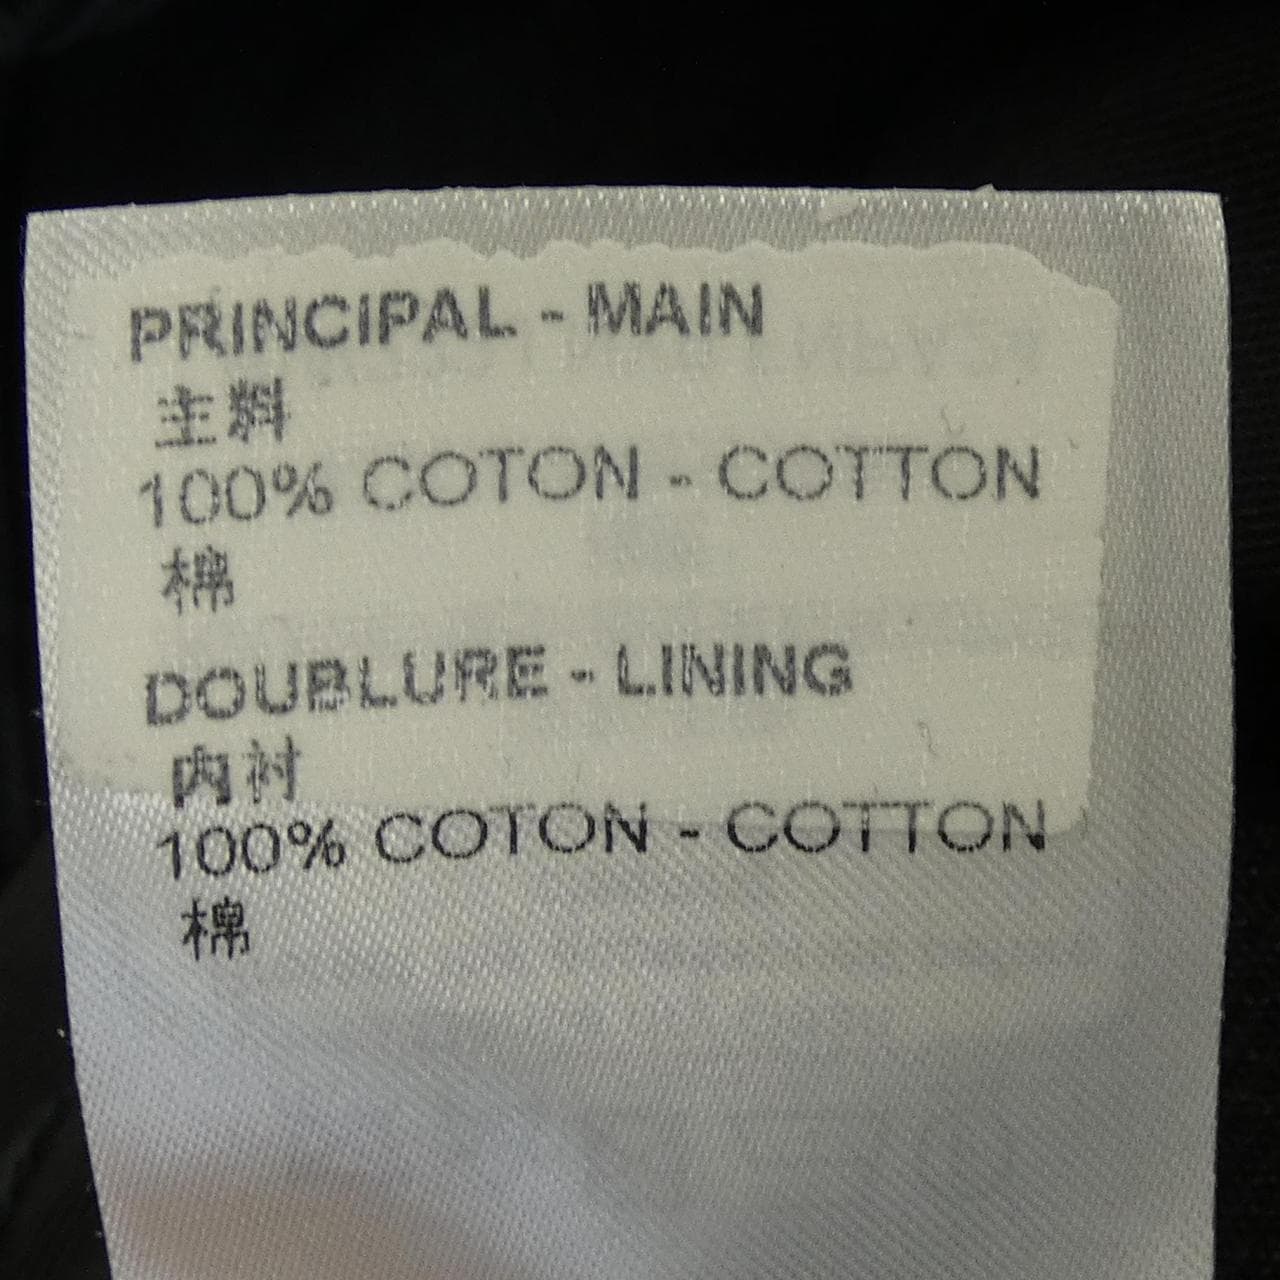 PRINCIPAL - MAIN
主料
100% COTON - COTTON
棉
DOUBLURE - LINING
内衬
100% COTON - COTTON
棉